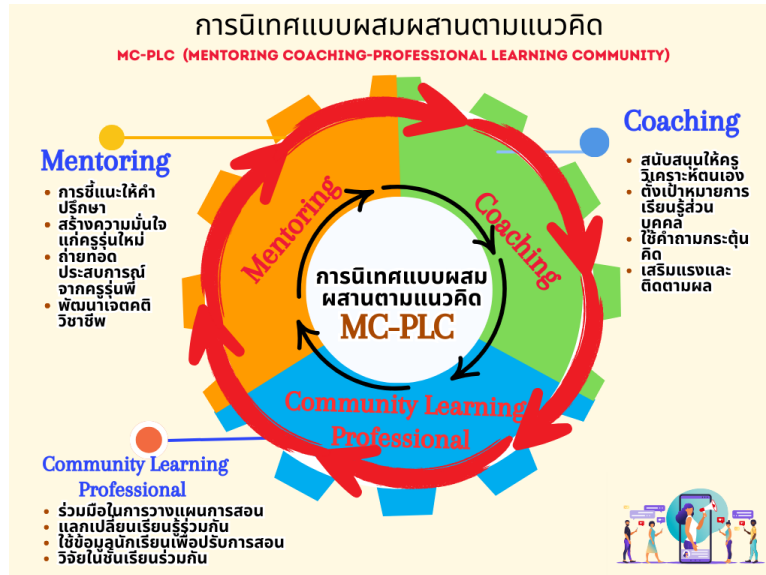 การนิเทศแบบผสมผสานตามแนวคิด
MC-PLC (MENTORING COACHING-PROFESSIONAL LEARNING COMMUNITY)
Mentoring
การชี้แนะให้คำ
ปรึกษา
สร้างความมั่นใจ
แก่ครูรุ่นใหม่
ถ่ายทอด
ประสบการณ์
จากครูรุ่นพี่
พัฒนาเจตคติ
วิชาชีพ
Coaching
สนับสนุนให้ครู
วิเคราะห์ตนเอง
ตั้งเป้าหมายการ
เรียนรู้ส่วน
บุคคล
ใช้คำถามกระตุ้น
คิด
เสริมแรงและ
ติดตามผล
Mentoring
Coaching
การนิเทศแบบผสม
ผสานตามแนวคิด
MC-PLC
Community Learning
Professional
Community Learning
Professional
ร่วมมือในการวางแผนการสอน
แลกเปลี่ยนเรียนรู้ร่วมกัน
ใช้ข้อมูลนักเรียนเพื่อปรับการสอน
วิจัยในชั้นเรียนร่วมกัน